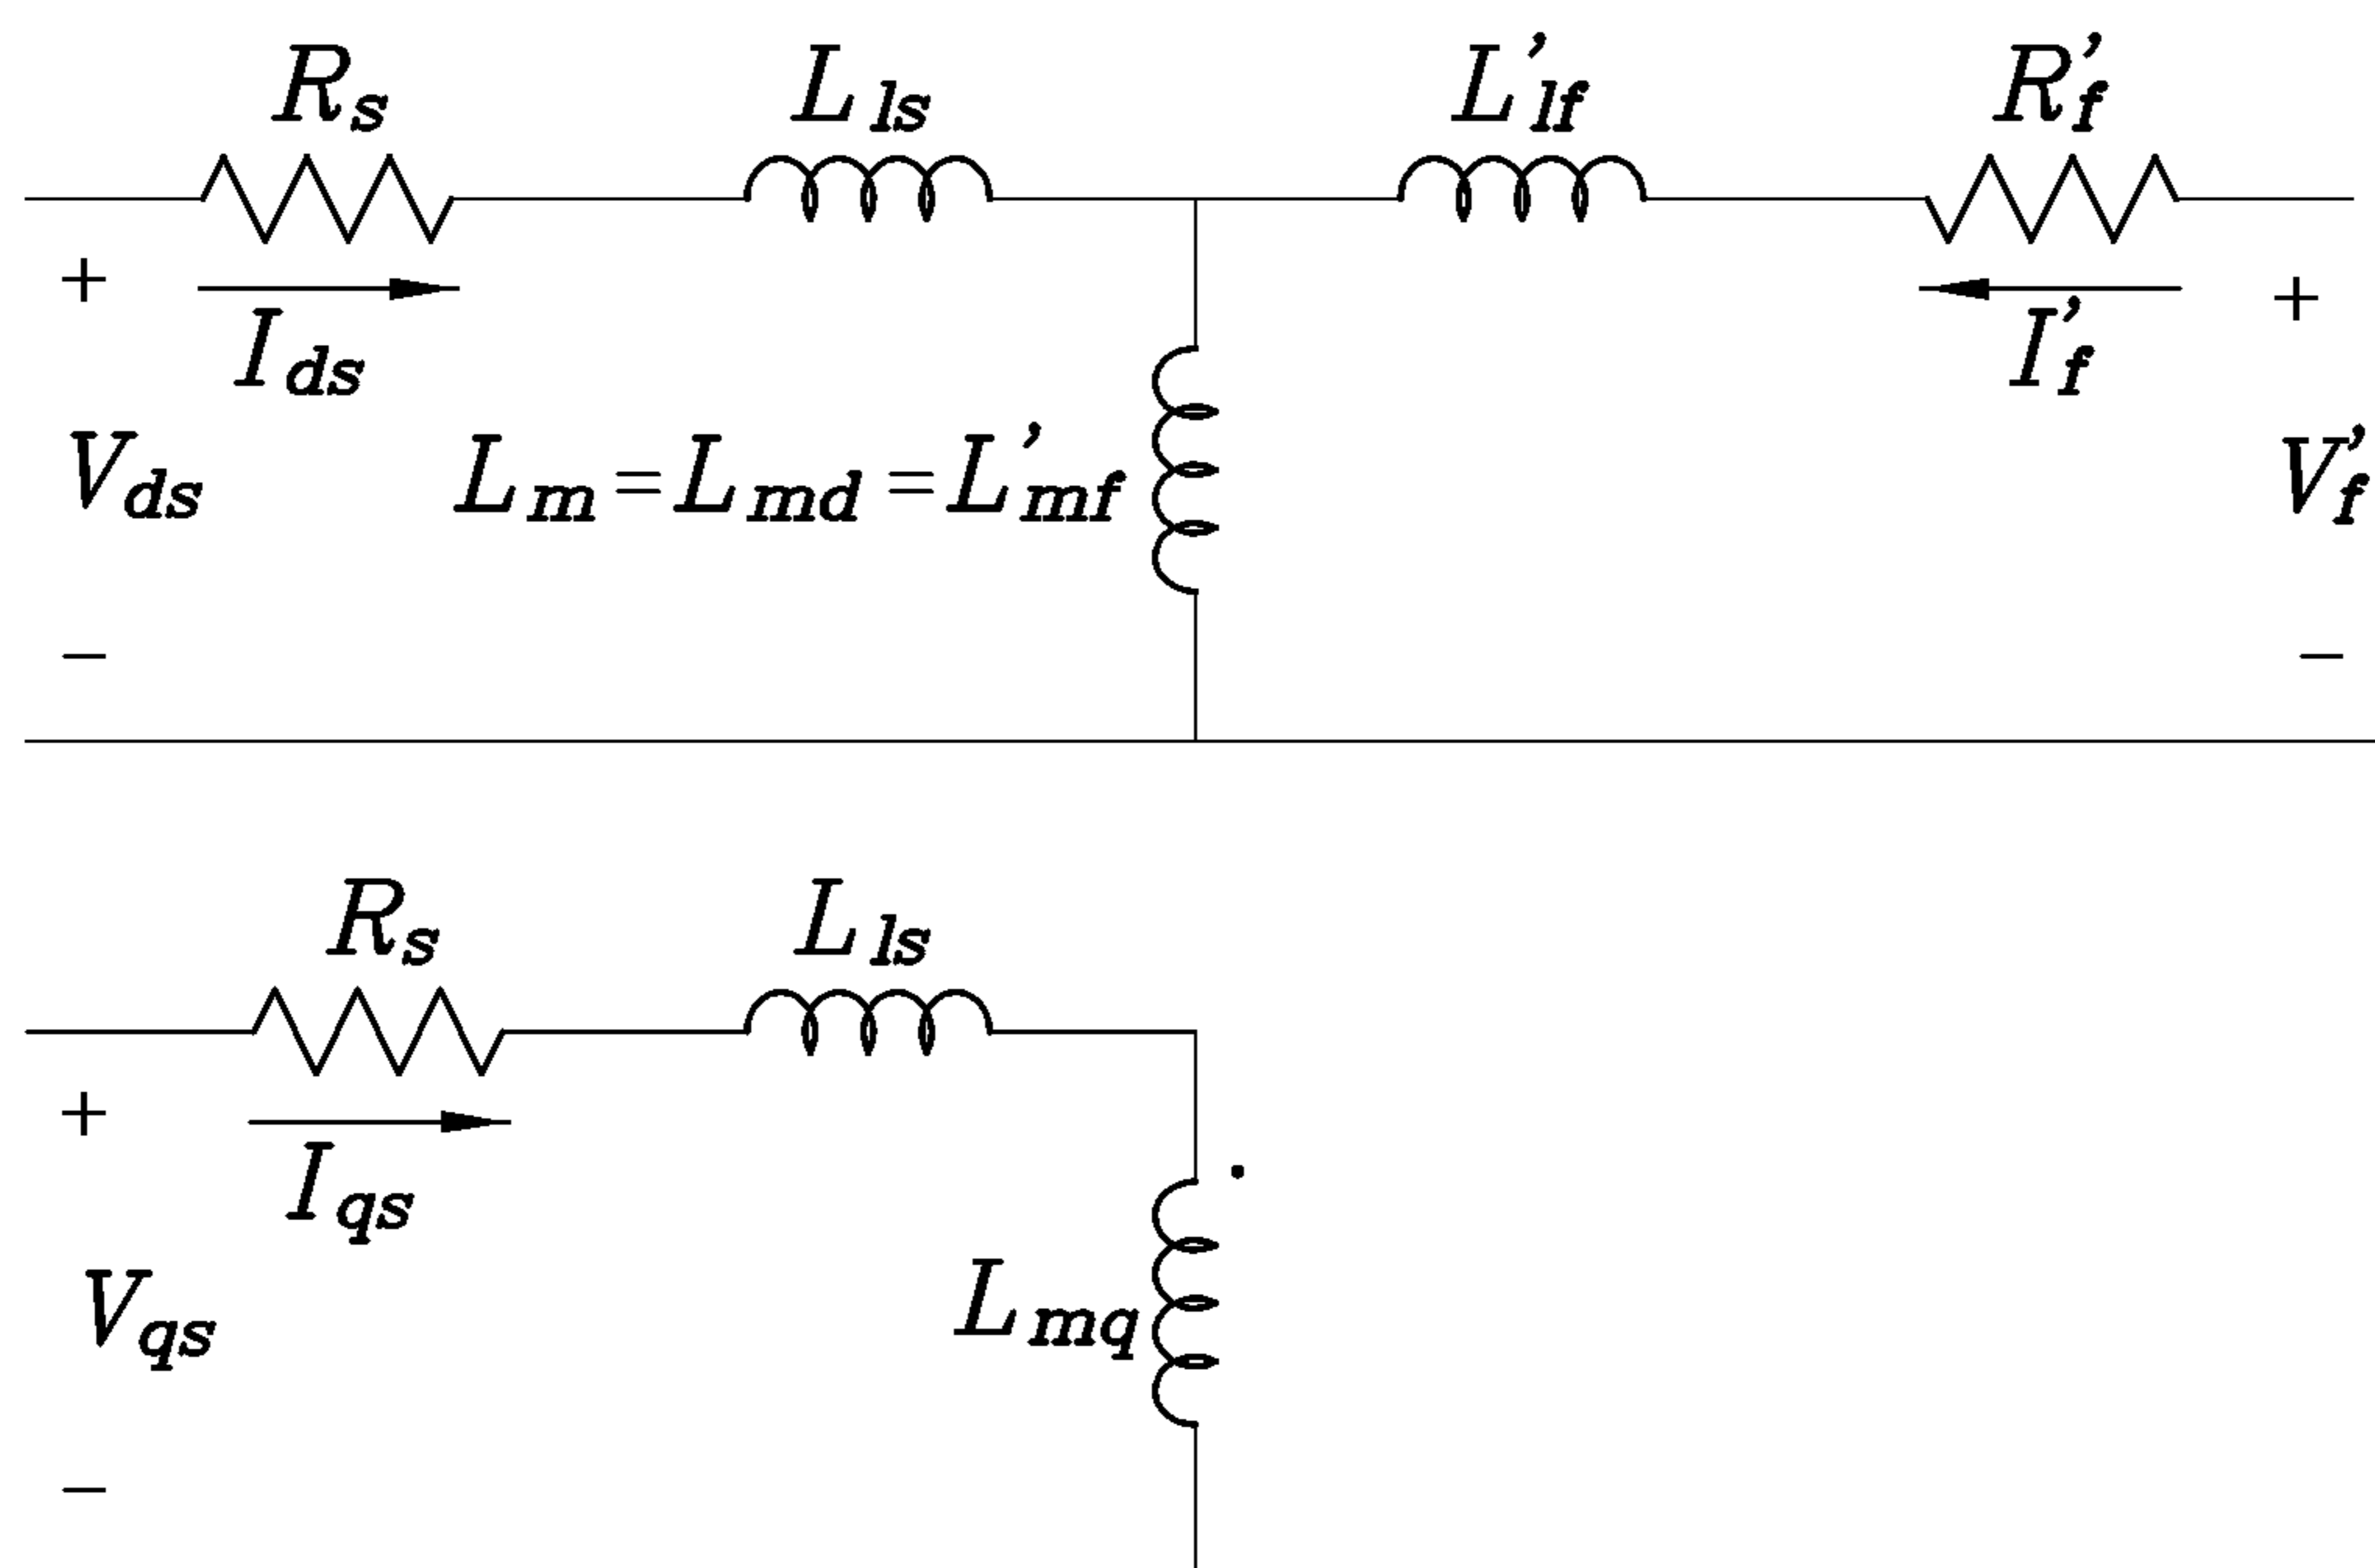 R_s L_ls L'_lf R'_f
+ I_ds I'_f +
V_ds L_m=L_md=L'_mf V'_f
− −
R_s L_ls
+ I_qs
V_qs L_mq
−